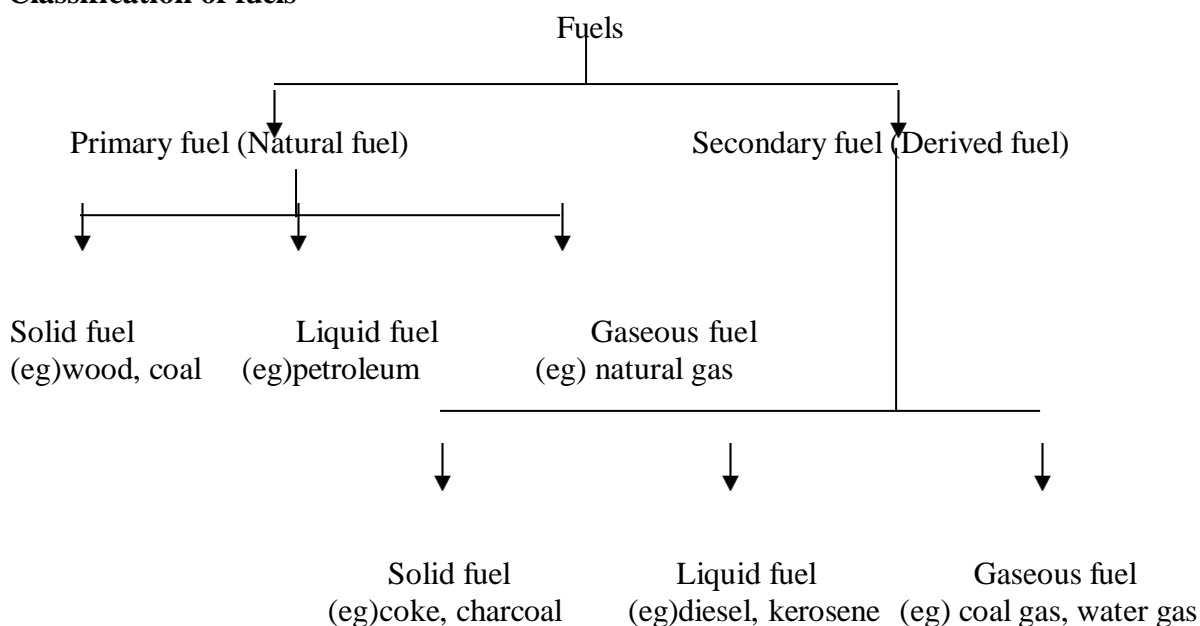 Classification of fuels
Fuels
Primary fuel (Natural fuel) Secondary fuel (Derived fuel)
Solid fuel Liquid fuel Gaseous fuel
(eg)wood, coal (eg)petroleum (eg) natural gas
Solid fuel Liquid fuel Gaseous fuel
(eg)coke, charcoal (eg)diesel, kerosene (eg) coal gas, water gas